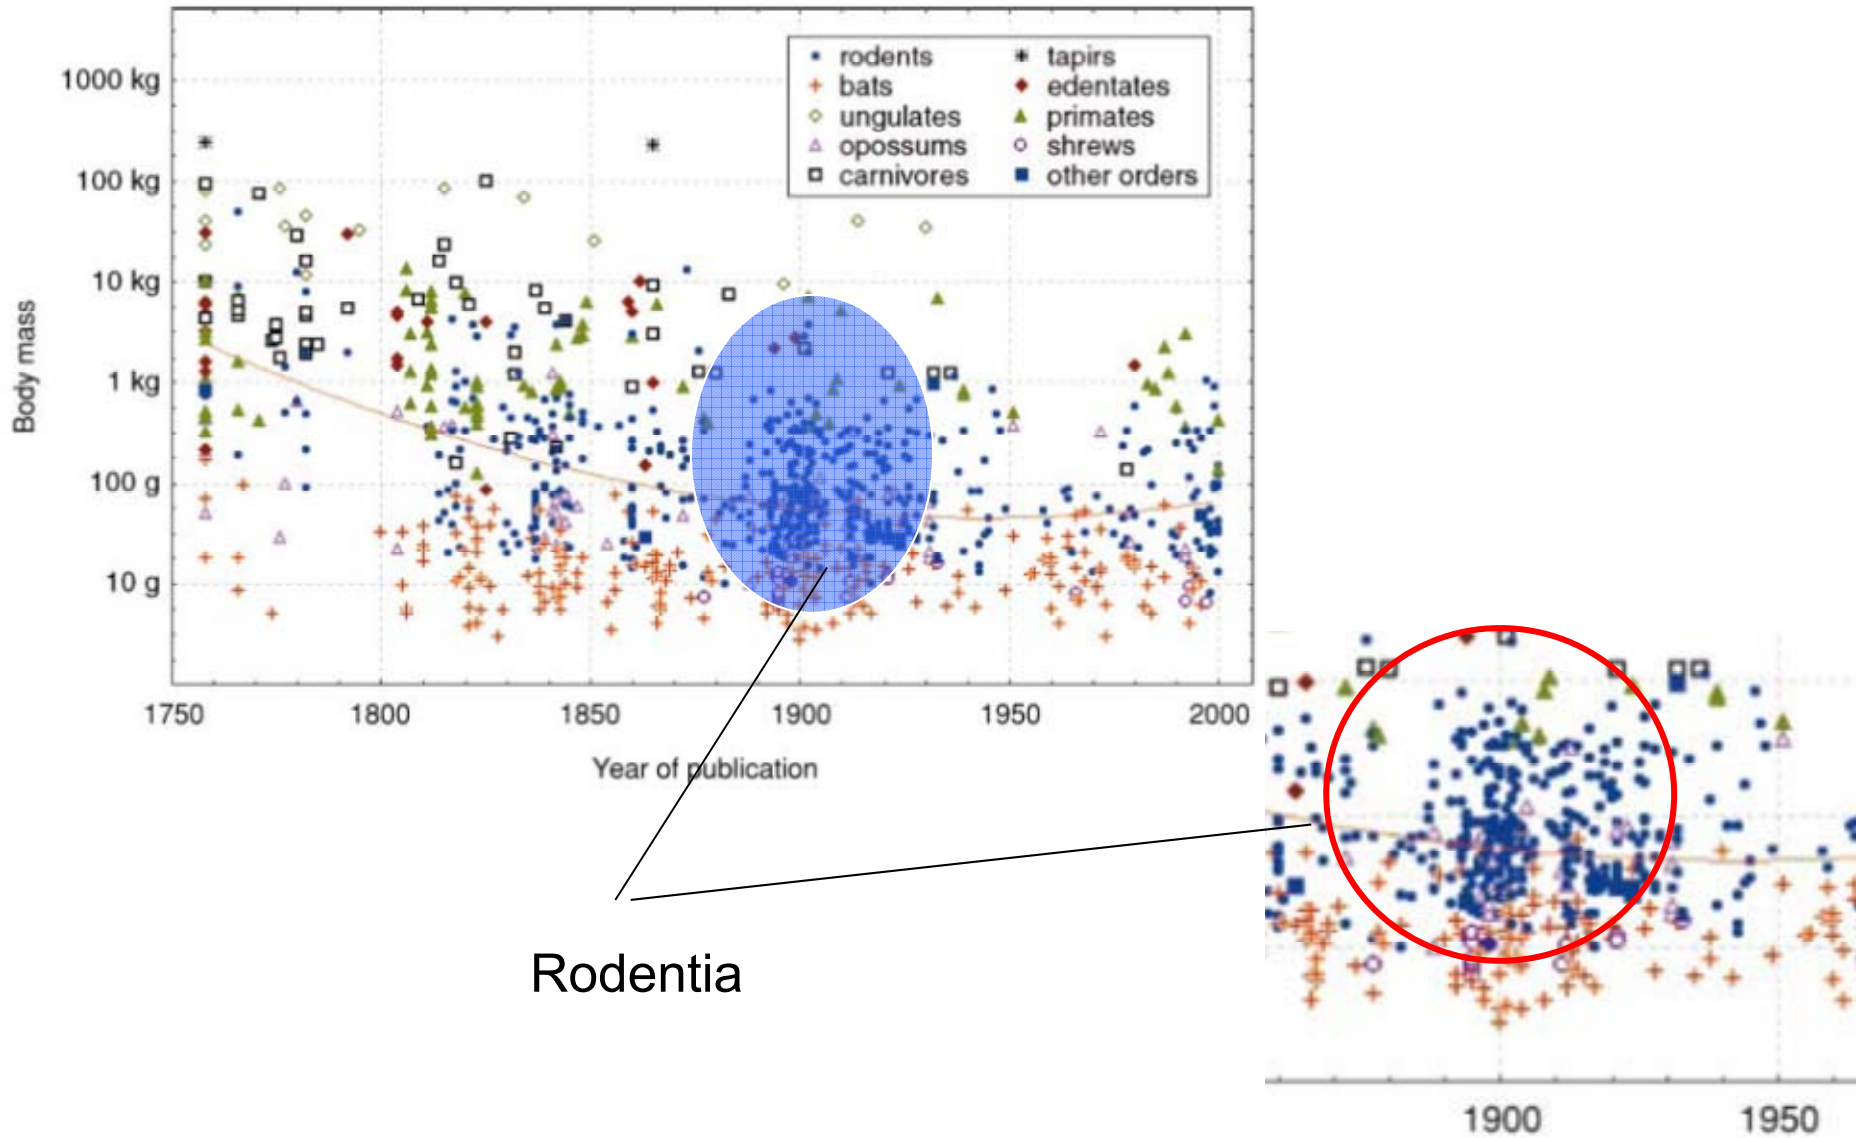 rodents
tapirs
bats
edentates
ungulates
primates
opossums
shrews
carnivores
other orders
1000 kg
100 kg
10 kg
1 kg
100 g
10 g
Body mass
1750 1800 1850 1900 1950 2000
Year of publication
Rodentia
1900 1950